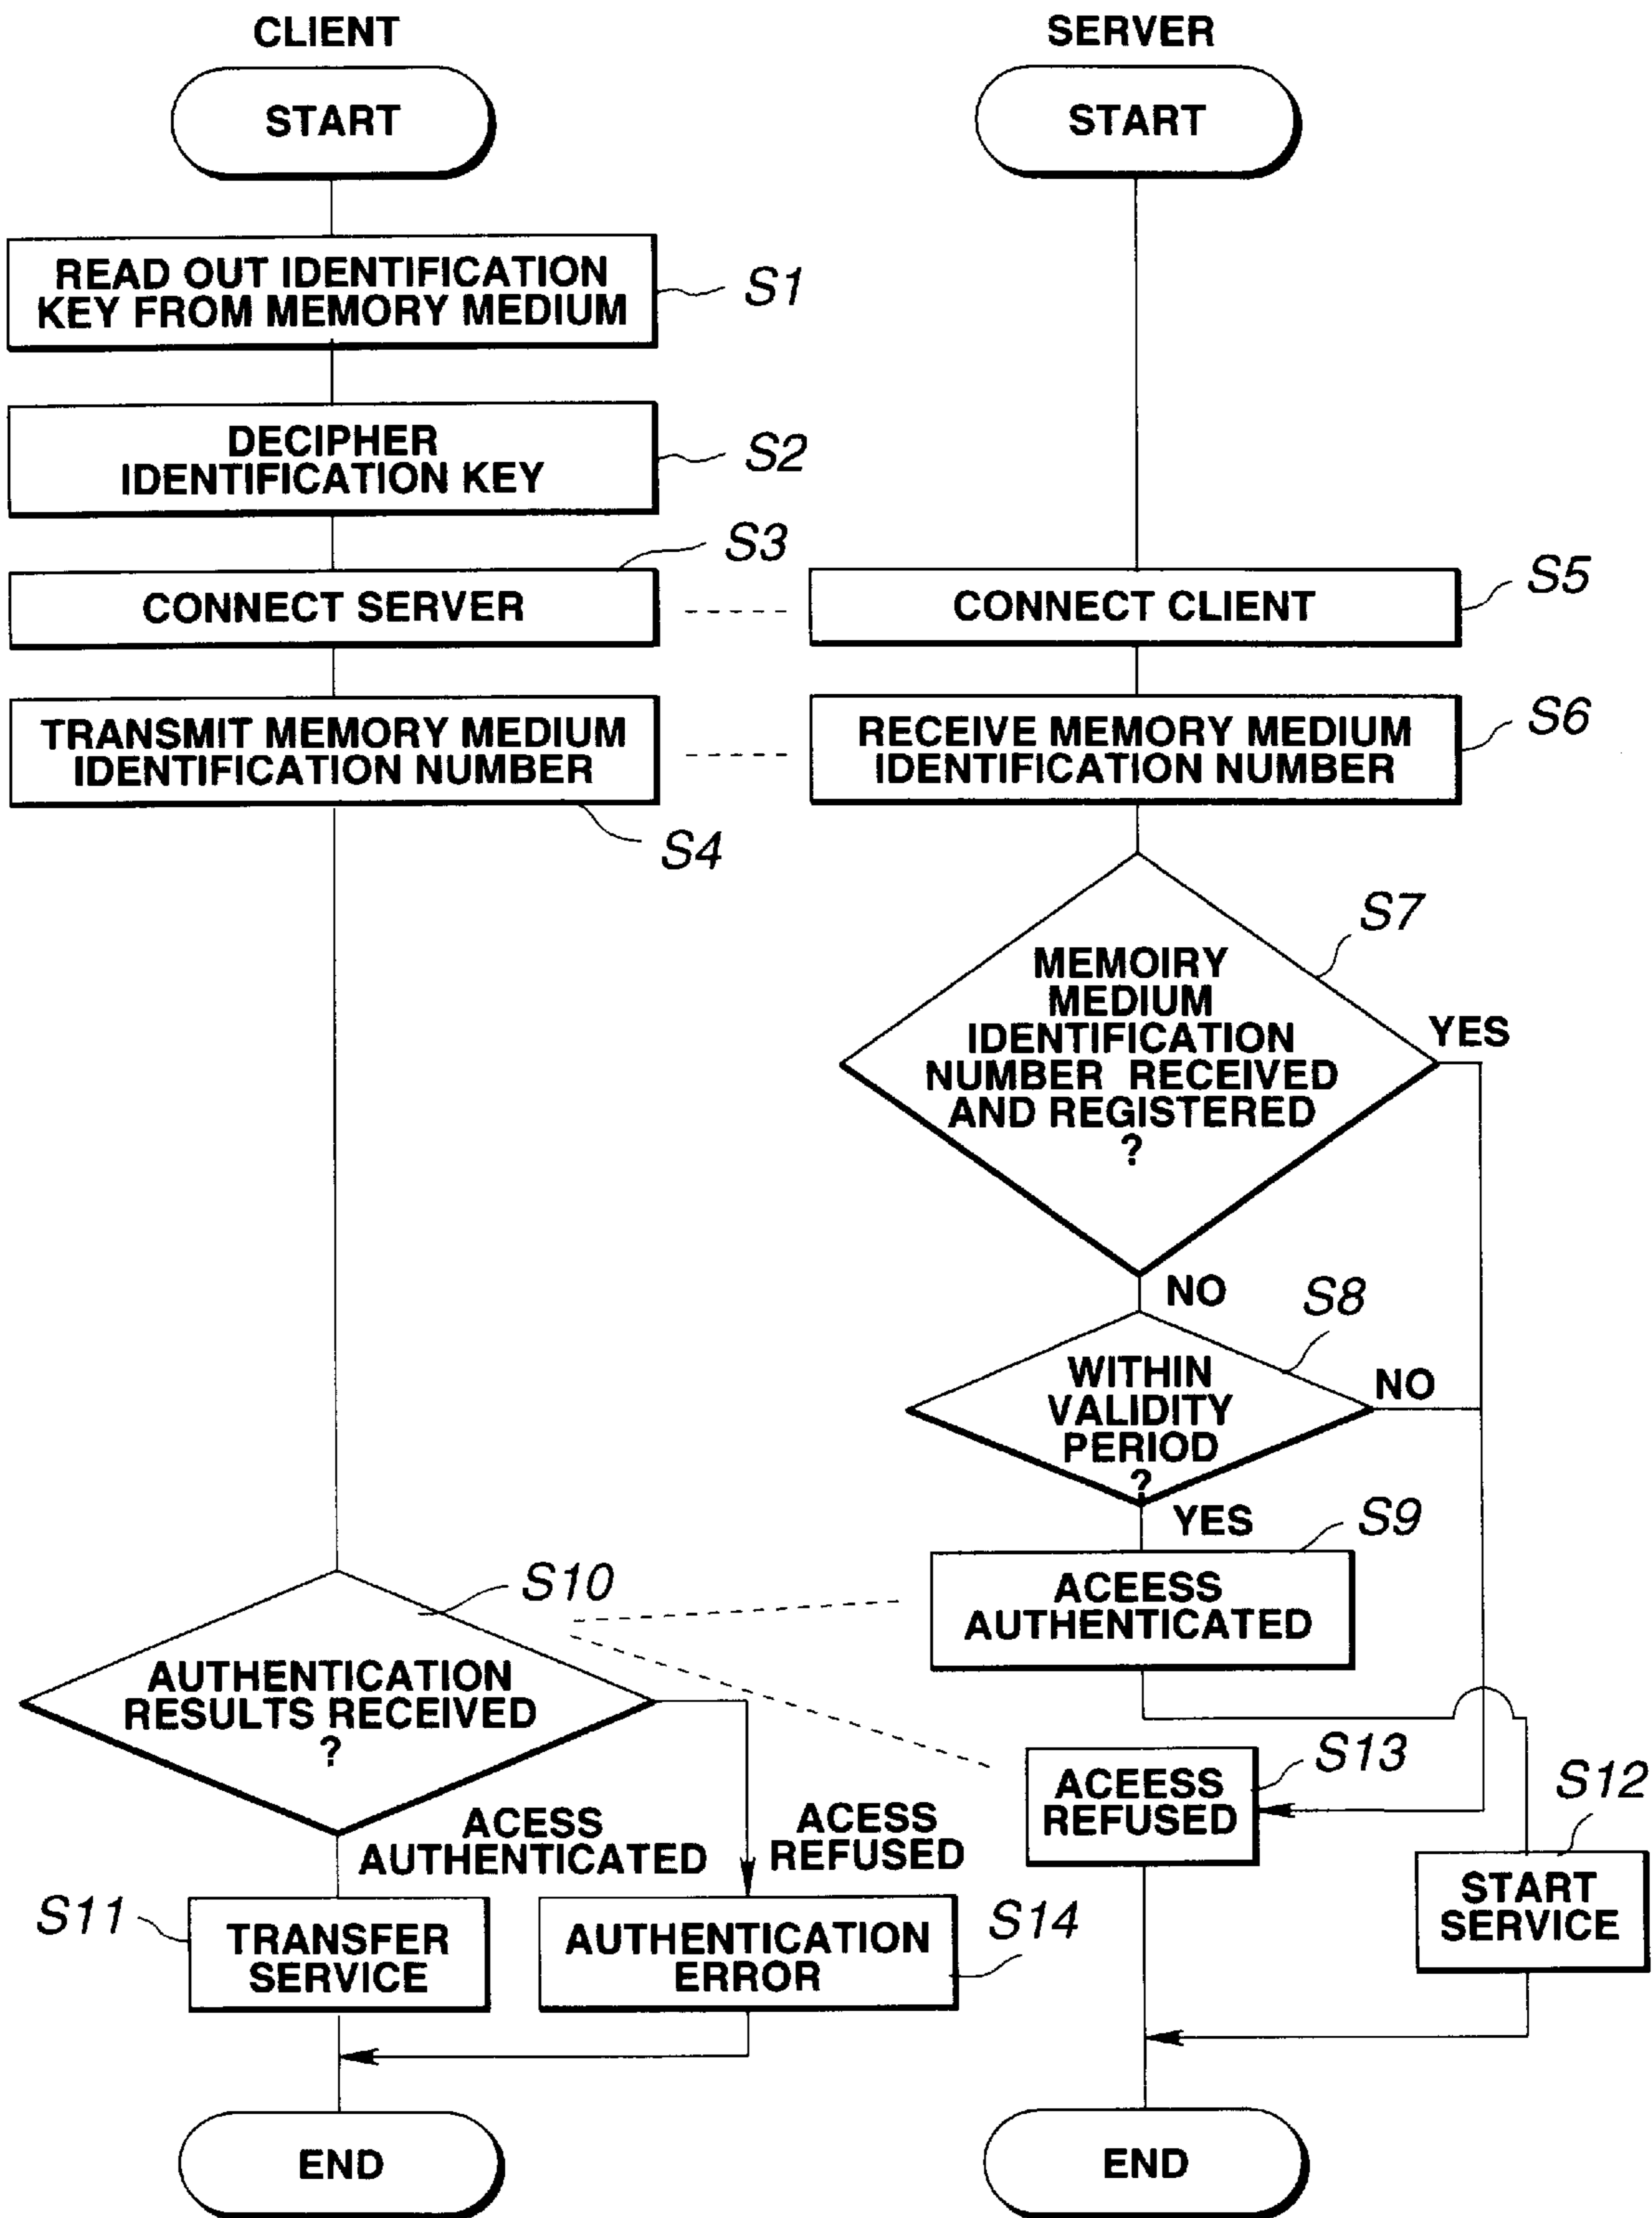 CLIENT
START
READ OUT IDENTIFICATION
KEY FROM MEMORY MEDIUM
S1
DECIPHER
IDENTIFICATION KEY
S2
S3
CONNECT SERVER
TRANSMIT MEMORY MEDIUM
IDENTIFICATION NUMBER
S4
S10
AUTHENTICATION
RESULTS RECEIVED
?
ACESS
AUTHENTICATED
ACESS
REFUSED
S11
TRANSFER
SERVICE
AUTHENTICATION
ERROR
S14
END
SERVER
START
CONNECT CLIENT
S5
RECEIVE MEMORY MEDIUM
IDENTIFICATION NUMBER
S6
S7
MEMOIRY
MEDIUM
IDENTIFICATION
NUMBER RECEIVED
AND REGISTERED
?
YES
NO
S8
WITHIN
VALIDITY
PERIOD
?
NO
YES
S9
ACEESS
AUTHENTICATED
S13
ACEESS
REFUSED
S12
START
SERVICE
END